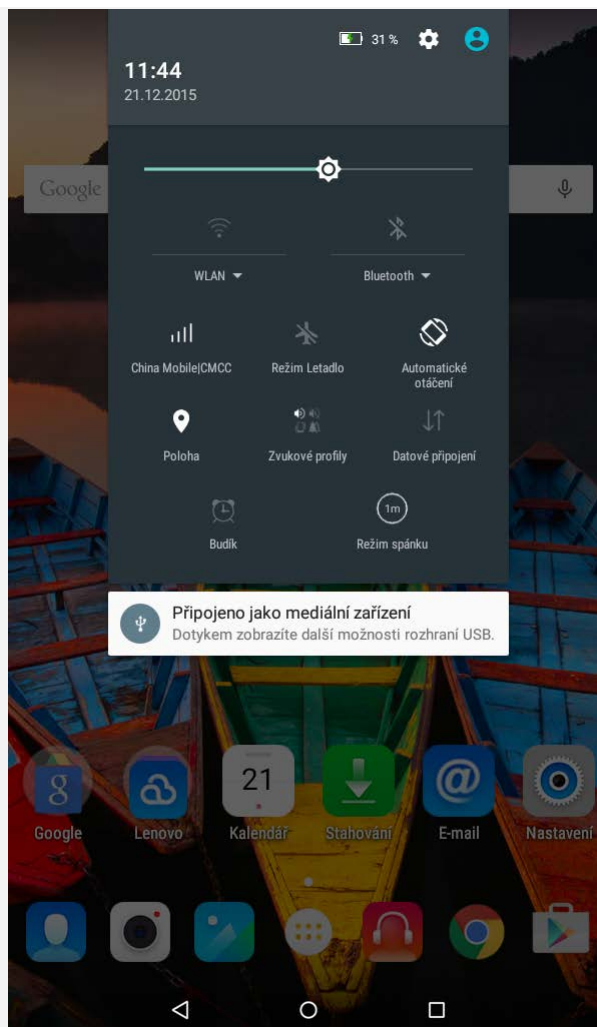 31 %
11:44
21.12.2015
Google
WLAN
Bluetooth
China Mobile|CMCC
Režim Letadlo
Automatické
otáčení
Poloha
Zvukové profily
Datové připojení
1m
Budík
Režim spánku
Připojeno jako mediální zařízení
Dotykem zobrazíte další možnosti rozhraní USB.
8
21
@
Google
Lenovo
Kalendář
Stahování
E-mail
Nastavení